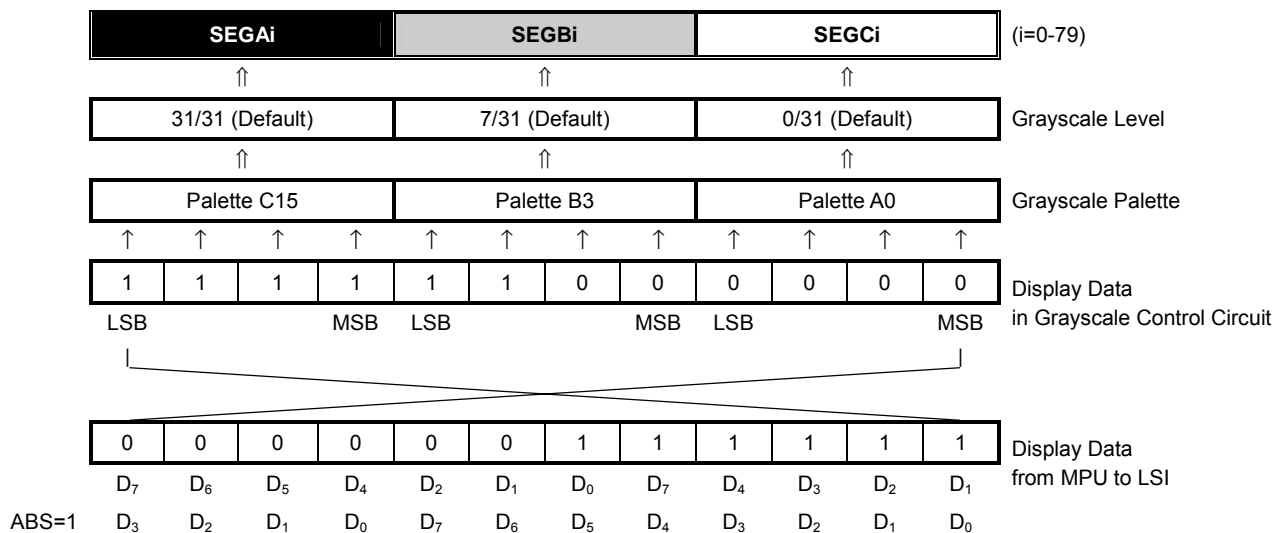 SEGAi SEGBi SEGCi (i=0-79)
⇑ ⇑ ⇑
31/31 (Default) 7/31 (Default) 0/31 (Default) Grayscale Level
⇑ ⇑ ⇑
Palette C15 Palette B3 Palette A0 Grayscale Palette
↑ ↑ ↑ ↑ ↑ ↑ ↑ ↑ ↑ ↑ ↑ ↑
1 1 1 1 1 1 0 0 0 0 0 0 Display Data
LSB MSB LSB MSB LSB MSB in Grayscale Control Circuit
0 0 0 0 0 0 1 1 1 1 1 1 Display Data
D₇ D₆ D₅ D₄ D₂ D₁ D₀ D₇ D₄ D₃ D₂ D₁ from MPU to LSI
ABS=1 D₃ D₂ D₁ D₀ D₇ D₆ D₅ D₄ D₃ D₂ D₁ D₀